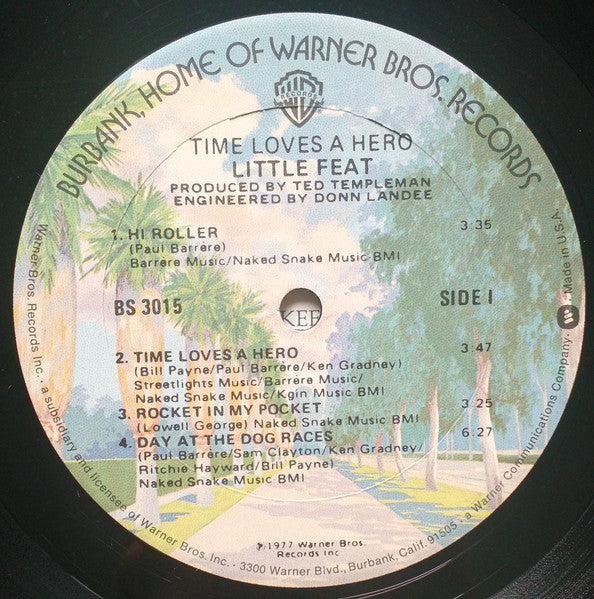 BURBANK, HOME OF WARNER BROS. RECORDS
RECORDS
TIME LOVES A HERO
LITTLE FEAT
PRODUCED BY TED TEMPLEMAN
ENGINEERED BY DONN LANDEE
1. HI ROLLER 3:35
(Paul Barrère)
Barrère Music/Naked Snake Music BMI
BS 3015 SIDE I
KEE
2. TIME LOVES A HERO 3:47
(Bill Payne/Paul Barrère/Ken Gradney)
Streetlights Music/Barrère Music/
Naked Snake Music/Kgin Music BMI
3. ROCKET IN MY POCKET 3:25
(Lowell George) Naked Snake Music BMI
4. DAY AT THE DOG RACES 6:27
(Paul Barrère/Sam Clayton/Ken Gradney/
Ritchie Hayward/Bill Payne)
Naked Snake Music BMI
℗1977 Warner Bros.
Records Inc
Warner Bros. Records Inc. · a subsidiary and licensee of Warner Bros. Inc. · 3300 Warner Blvd., Burbank, Calif. 91505 · a Warner Communications Company. · Made in U.S.A.